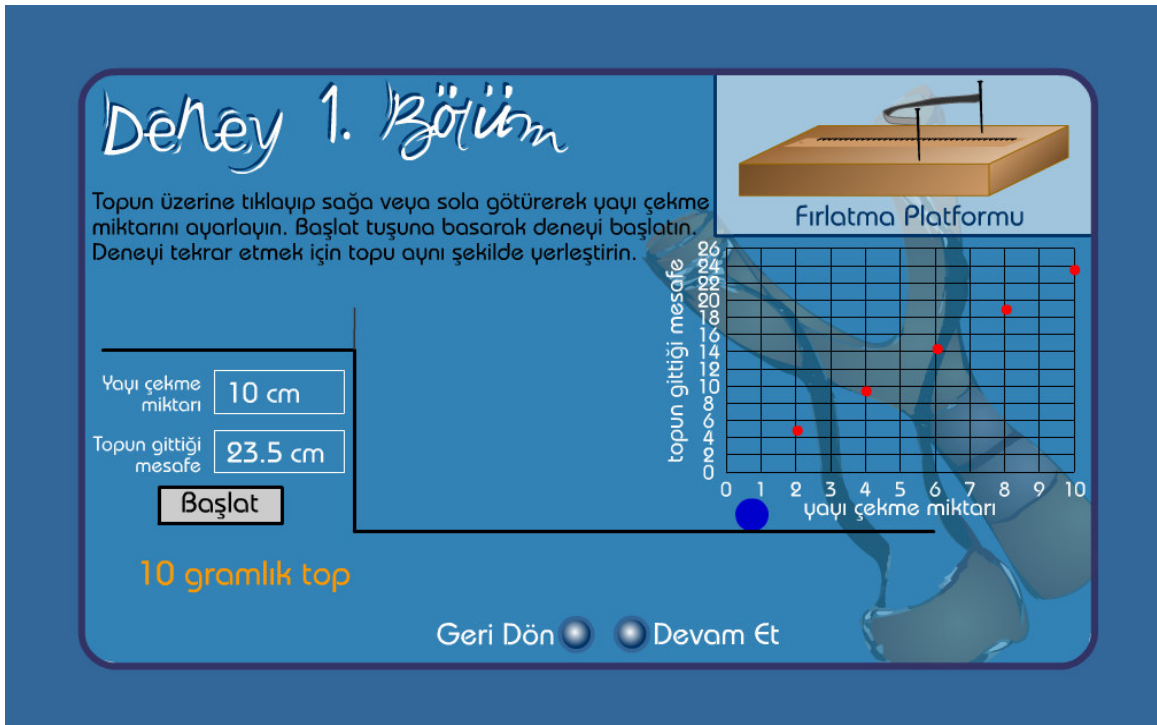 Deney 1. Bölüm
Topun üzerine tıklayıp sağa veya sola götürerek yayı çekme
miktarını ayarlayın. Başlat tuşuna basarak deneyi başlatın.
Deneyi tekrar etmek için topu aynı şekilde yerleştirin.
Fırlatma Platformu
topun gittiği mesafe
26
24
22
20
18
16
14
12
10
8
6
4
2
0
0 1 2 3 4 5 6 7 8 9 10
yayı çekme miktarı
Yayı çekme
miktarı
10 cm
Topun gittiği
mesafe
23.5 cm
Başlat
10 gramlık top
Geri Dön
Devam Et